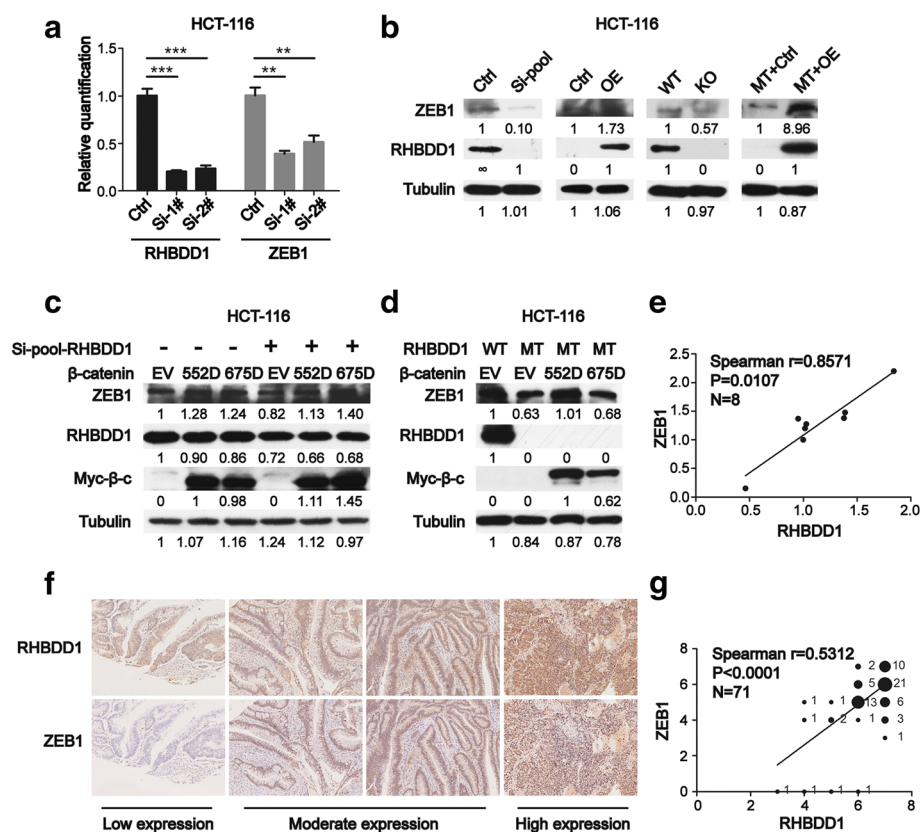 a
HCT-116
Relative quantification
1.5
1.0
0.5
0.0
*** *** ** **
Ctrl Si-1# Si-2# Ctrl Si-1# Si-2#
RHBDD1 ZEB1
b
HCT-116
Ctrl Si-pool Ctrl OE WT KO MT+Ctrl MT+OE
ZEB1
1 0.10 1 1.73 1 0.57 1 8.96
RHBDD1
∞ 1 0 1 1 0 0 1
Tubulin
1 1.01 1 1.06 1 0.97 1 0.87
c
HCT-116
Si-pool-RHBDD1 - - - + + +
β-catenin EV 552D 675D EV 552D 675D
ZEB1
1 1.28 1.24 0.82 1.13 1.40
RHBDD1
1 0.90 0.86 0.72 0.66 0.68
Myc-β-c
0 1 0.98 0 1.11 1.45
Tubulin
1 1.07 1.16 1.24 1.12 0.97
d
HCT-116
RHBDD1 WT MT MT MT
β-catenin EV EV 552D 675D
ZEB1
1 0.63 1.01 0.68
RHBDD1
1 0 0 0
Myc-β-c
0 0 1 0.62
Tubulin
1 0.84 0.87 0.78
e
Spearman r=0.8571
P=0.0107
N=8
ZEB1
2.5
2.0
1.5
1.0
0.5
0.0
0.0 0.5 1.0 1.5 2.0
RHBDD1
f
RHBDD1
ZEB1
Low expression Moderate expression High expression
g
Spearman r=0.5312
P<0.0001
N=71
ZEB1
8
6
4
2
0
2 10
5 21
1 1 13 6
1 2 1 3
1
1 1 1 1
0 2 4 6 8
RHBDD1